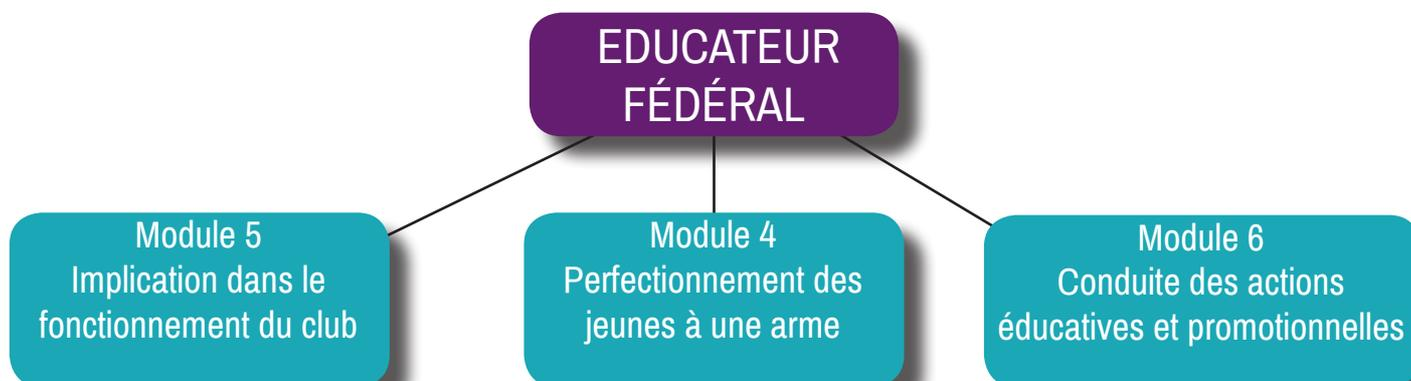 EDUCATEUR
FÉDÉRAL
Module 5
Implication dans le
fonctionnement du club
Module 4
Perfectionnement des
jeunes à une arme
Module 6
Conduite des actions
éducatives et promotionnelles